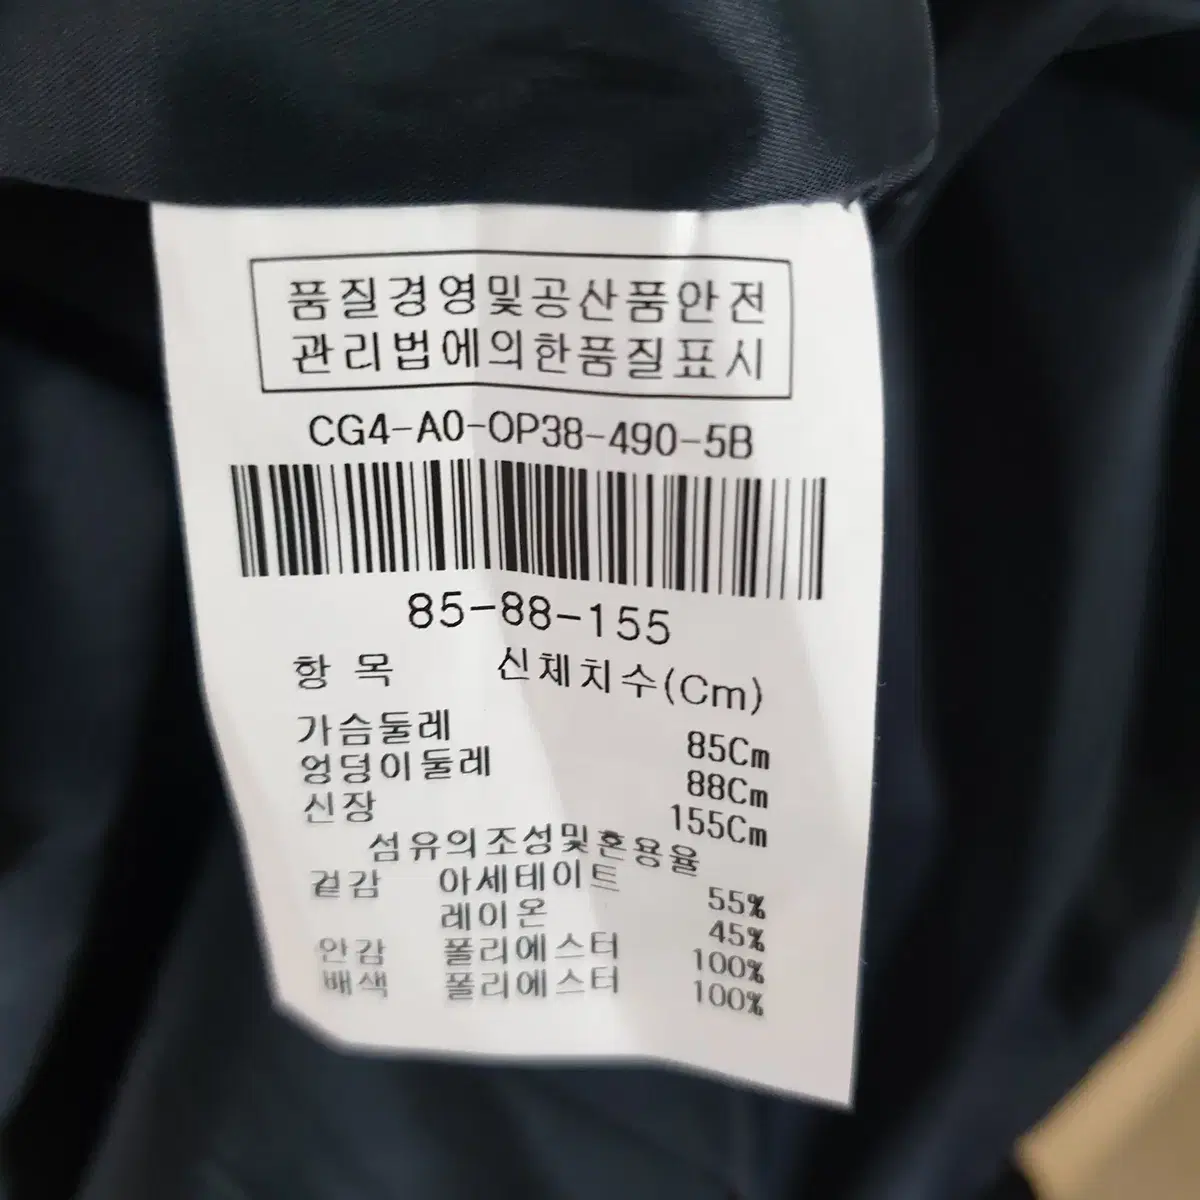 품질경영및공산품안전
관리법에의한품질표시
CG4-A0-OP38-490-5B
85-88-155
항 목 신체치수(Cm)
가슴둘레 85Cm
엉덩이둘레 88Cm
신장 155Cm
섬유의조성및혼용율
겉감 아세테이트 55%
레이온 45%
안감 폴리에스터 100%
배색 폴리에스터 100%